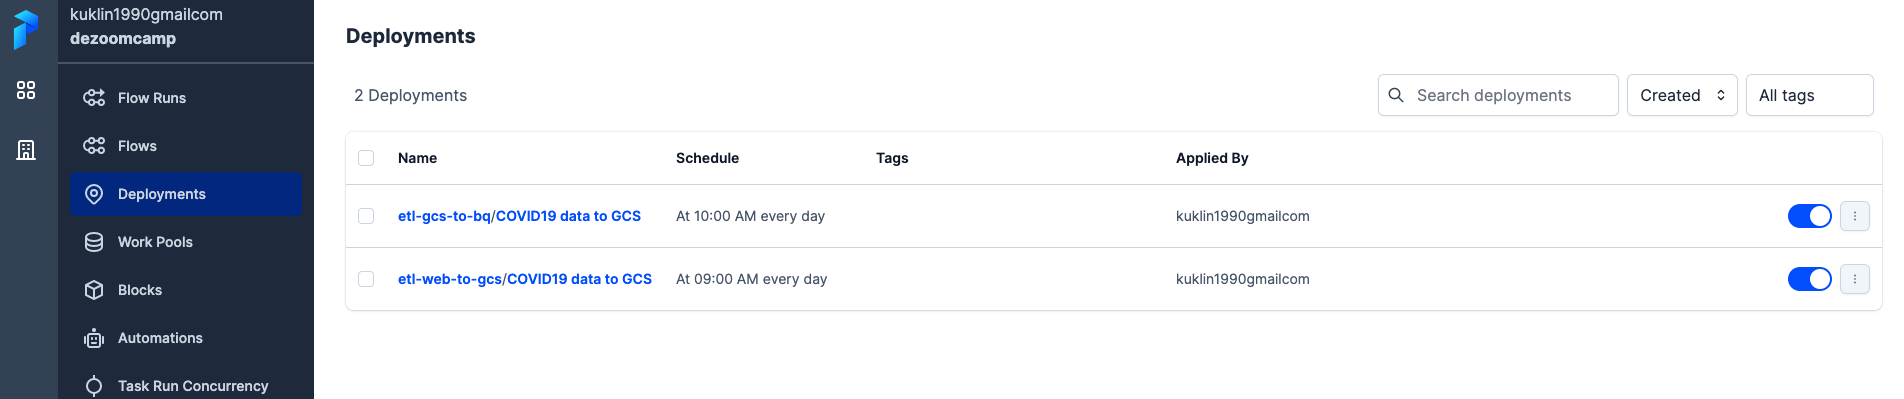 kuklin1990gmailcom
dezoomcamp
Flow Runs
Flows
Deployments
Work Pools
Blocks
Automations
Task Run Concurrency
Deployments
2 Deployments
Search deployments
Created
All tags
Name Schedule Tags Applied By
etl-gcs-to-bq/COVID19 data to GCS At 10:00 AM every day kuklin1990gmailcom
etl-web-to-gcs/COVID19 data to GCS At 09:00 AM every day kuklin1990gmailcom